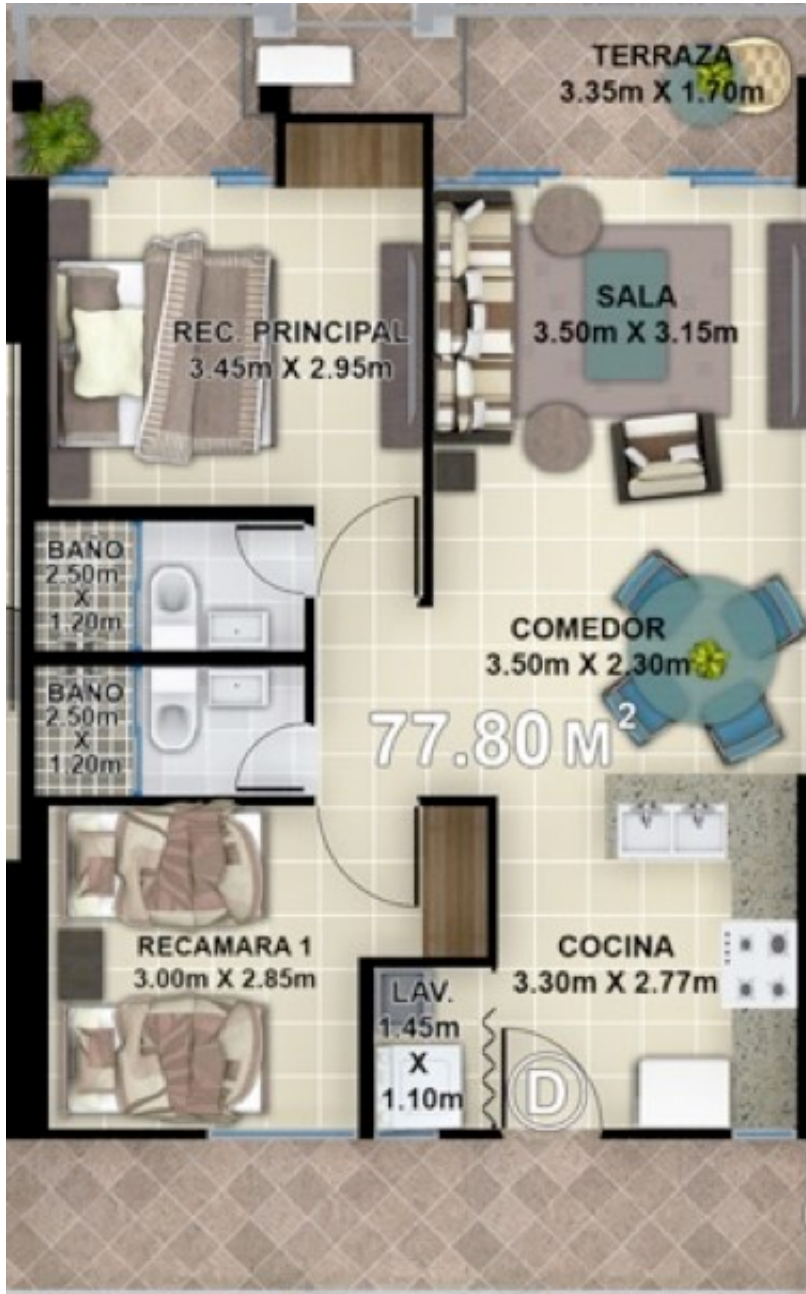 TERRAZA
3.35m X 1.70m
SALA
3.50m X 3.15m
REC. PRINCIPAL
3.45m X 2.95m
BAÑO
2.50m
X
1.20m
COMEDOR
3.50m X 2.30m
BAÑO
2.50m
X
1.20m
77.80 M²
RECAMARA 1
3.00m X 2.85m
COCINA
3.30m X 2.77m
LAV.
1.45m
X
1.10m
D